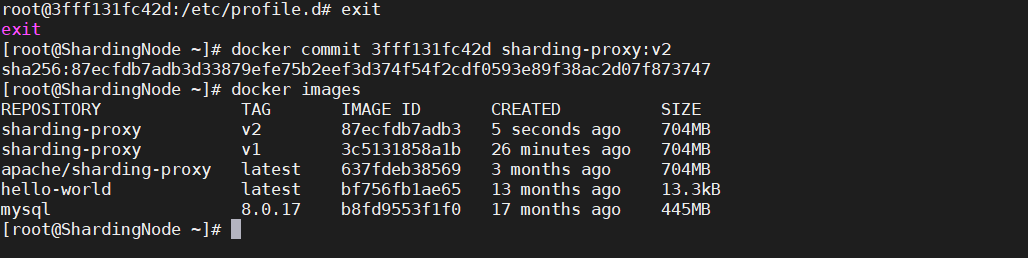 root@3fff131fc42d:/etc/profile.d# exit
exit
[root@ShardingNode ~]# docker commit 3fff131fc42d sharding-proxy:v2
sha256:87ecfdb7adb3d33879efe75b2eef3d374f54f2cdf0593e89f38ac2d07f873747
[root@ShardingNode ~]# docker images
REPOSITORY TAG IMAGE ID CREATED SIZE
sharding-proxy v2 87ecfdb7adb3 5 seconds ago 704MB
sharding-proxy v1 3c5131858a1b 26 minutes ago 704MB
apache/sharding-proxy latest 637fdeb38569 3 months ago 704MB
hello-world latest bf756fb1ae65 13 months ago 13.3kB
mysql 8.0.17 b8fd9553f1f0 17 months ago 445MB
[root@ShardingNode ~]#